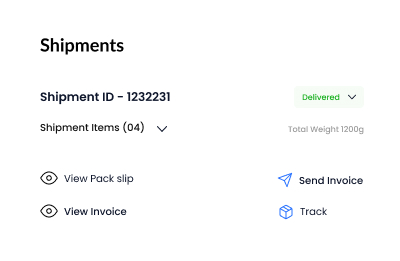 Shipments
Shipment ID - 1232231
Delivered
Shipment Items (04)
Total Weight 1200g
View Pack slip
Send Invoice
View Invoice
Track